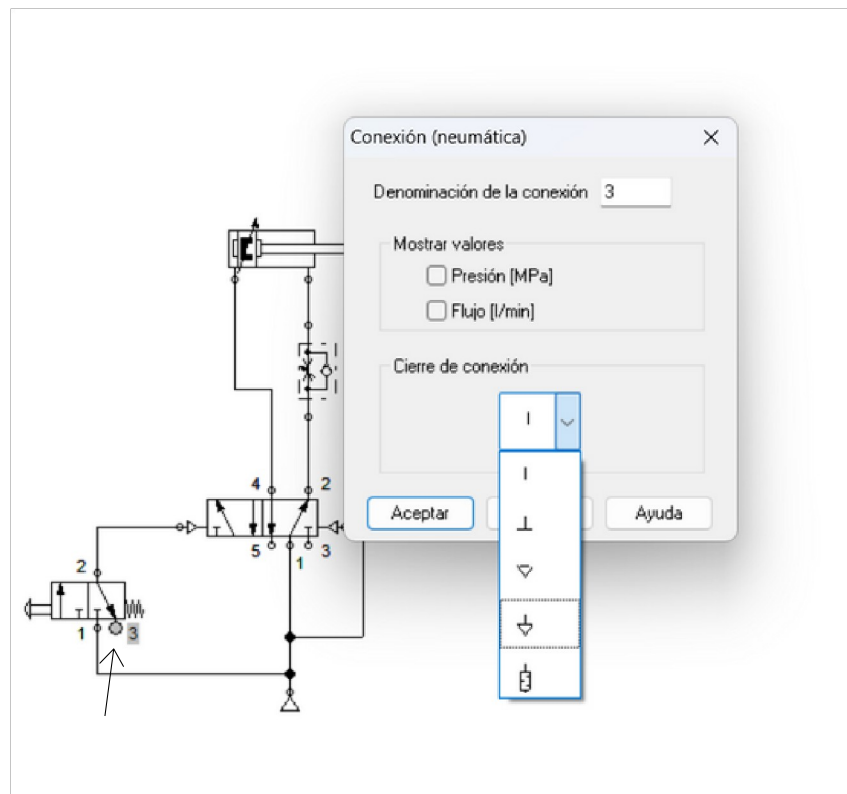 Conexión (neumática)
Denominación de la conexión 3
Mostrar valores
Presión [MPa]
Flujo [l/min]
Cierre de conexión
Aceptar
Ayuda
4 2
5 1 3
2
1 3